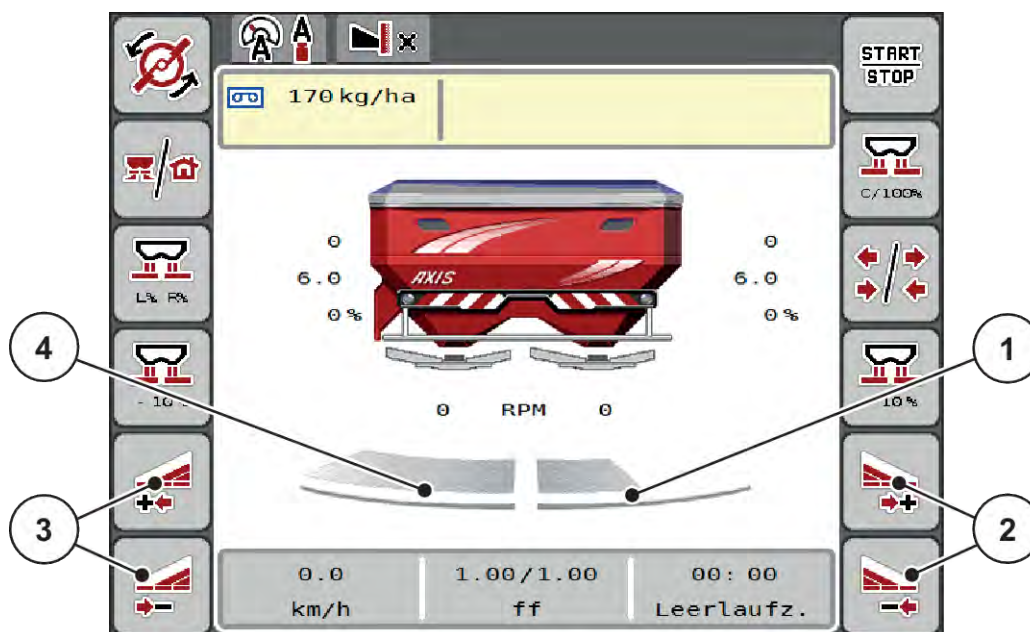 A A
START
STOP
170 kg/ha
C/100%
0 0
AXIS
6.0 6.0
L% R%
0% 0%
4
1
- 10%
10%
0 RPM 0
3
2
0.0 1.00/1.00 00:00
km/h ff Leerlaufz.